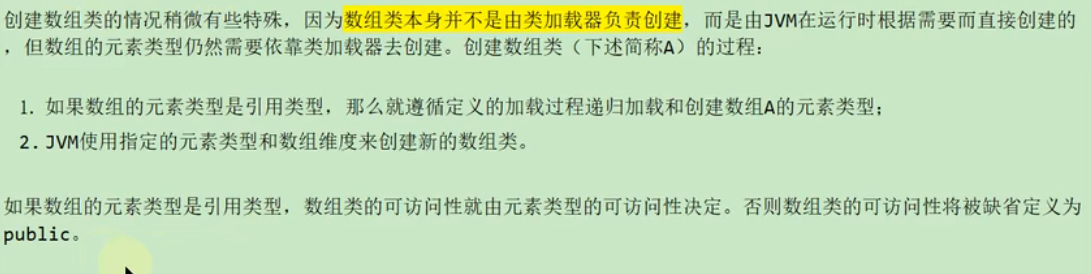 创建数组类的情况稍微有些特殊，因为数组类本身并不是由类加载器负责创建，而是由JVM在运行时根据需要而直接创建的
，但数组的元素类型仍然需要依靠类加载器去创建。创建数组类（下述简称A）的过程：
1. 如果数组的元素类型是引用类型，那么就遵循定义的加载过程递归加载和创建数组A的元素类型；
2. JVM使用指定的元素类型和数组维度来创建新的数组类。
如果数组的元素类型是引用类型，数组类的可访问性就由元素类型的可访问性决定。否则数组类的可访问性将被缺省定义为
public。